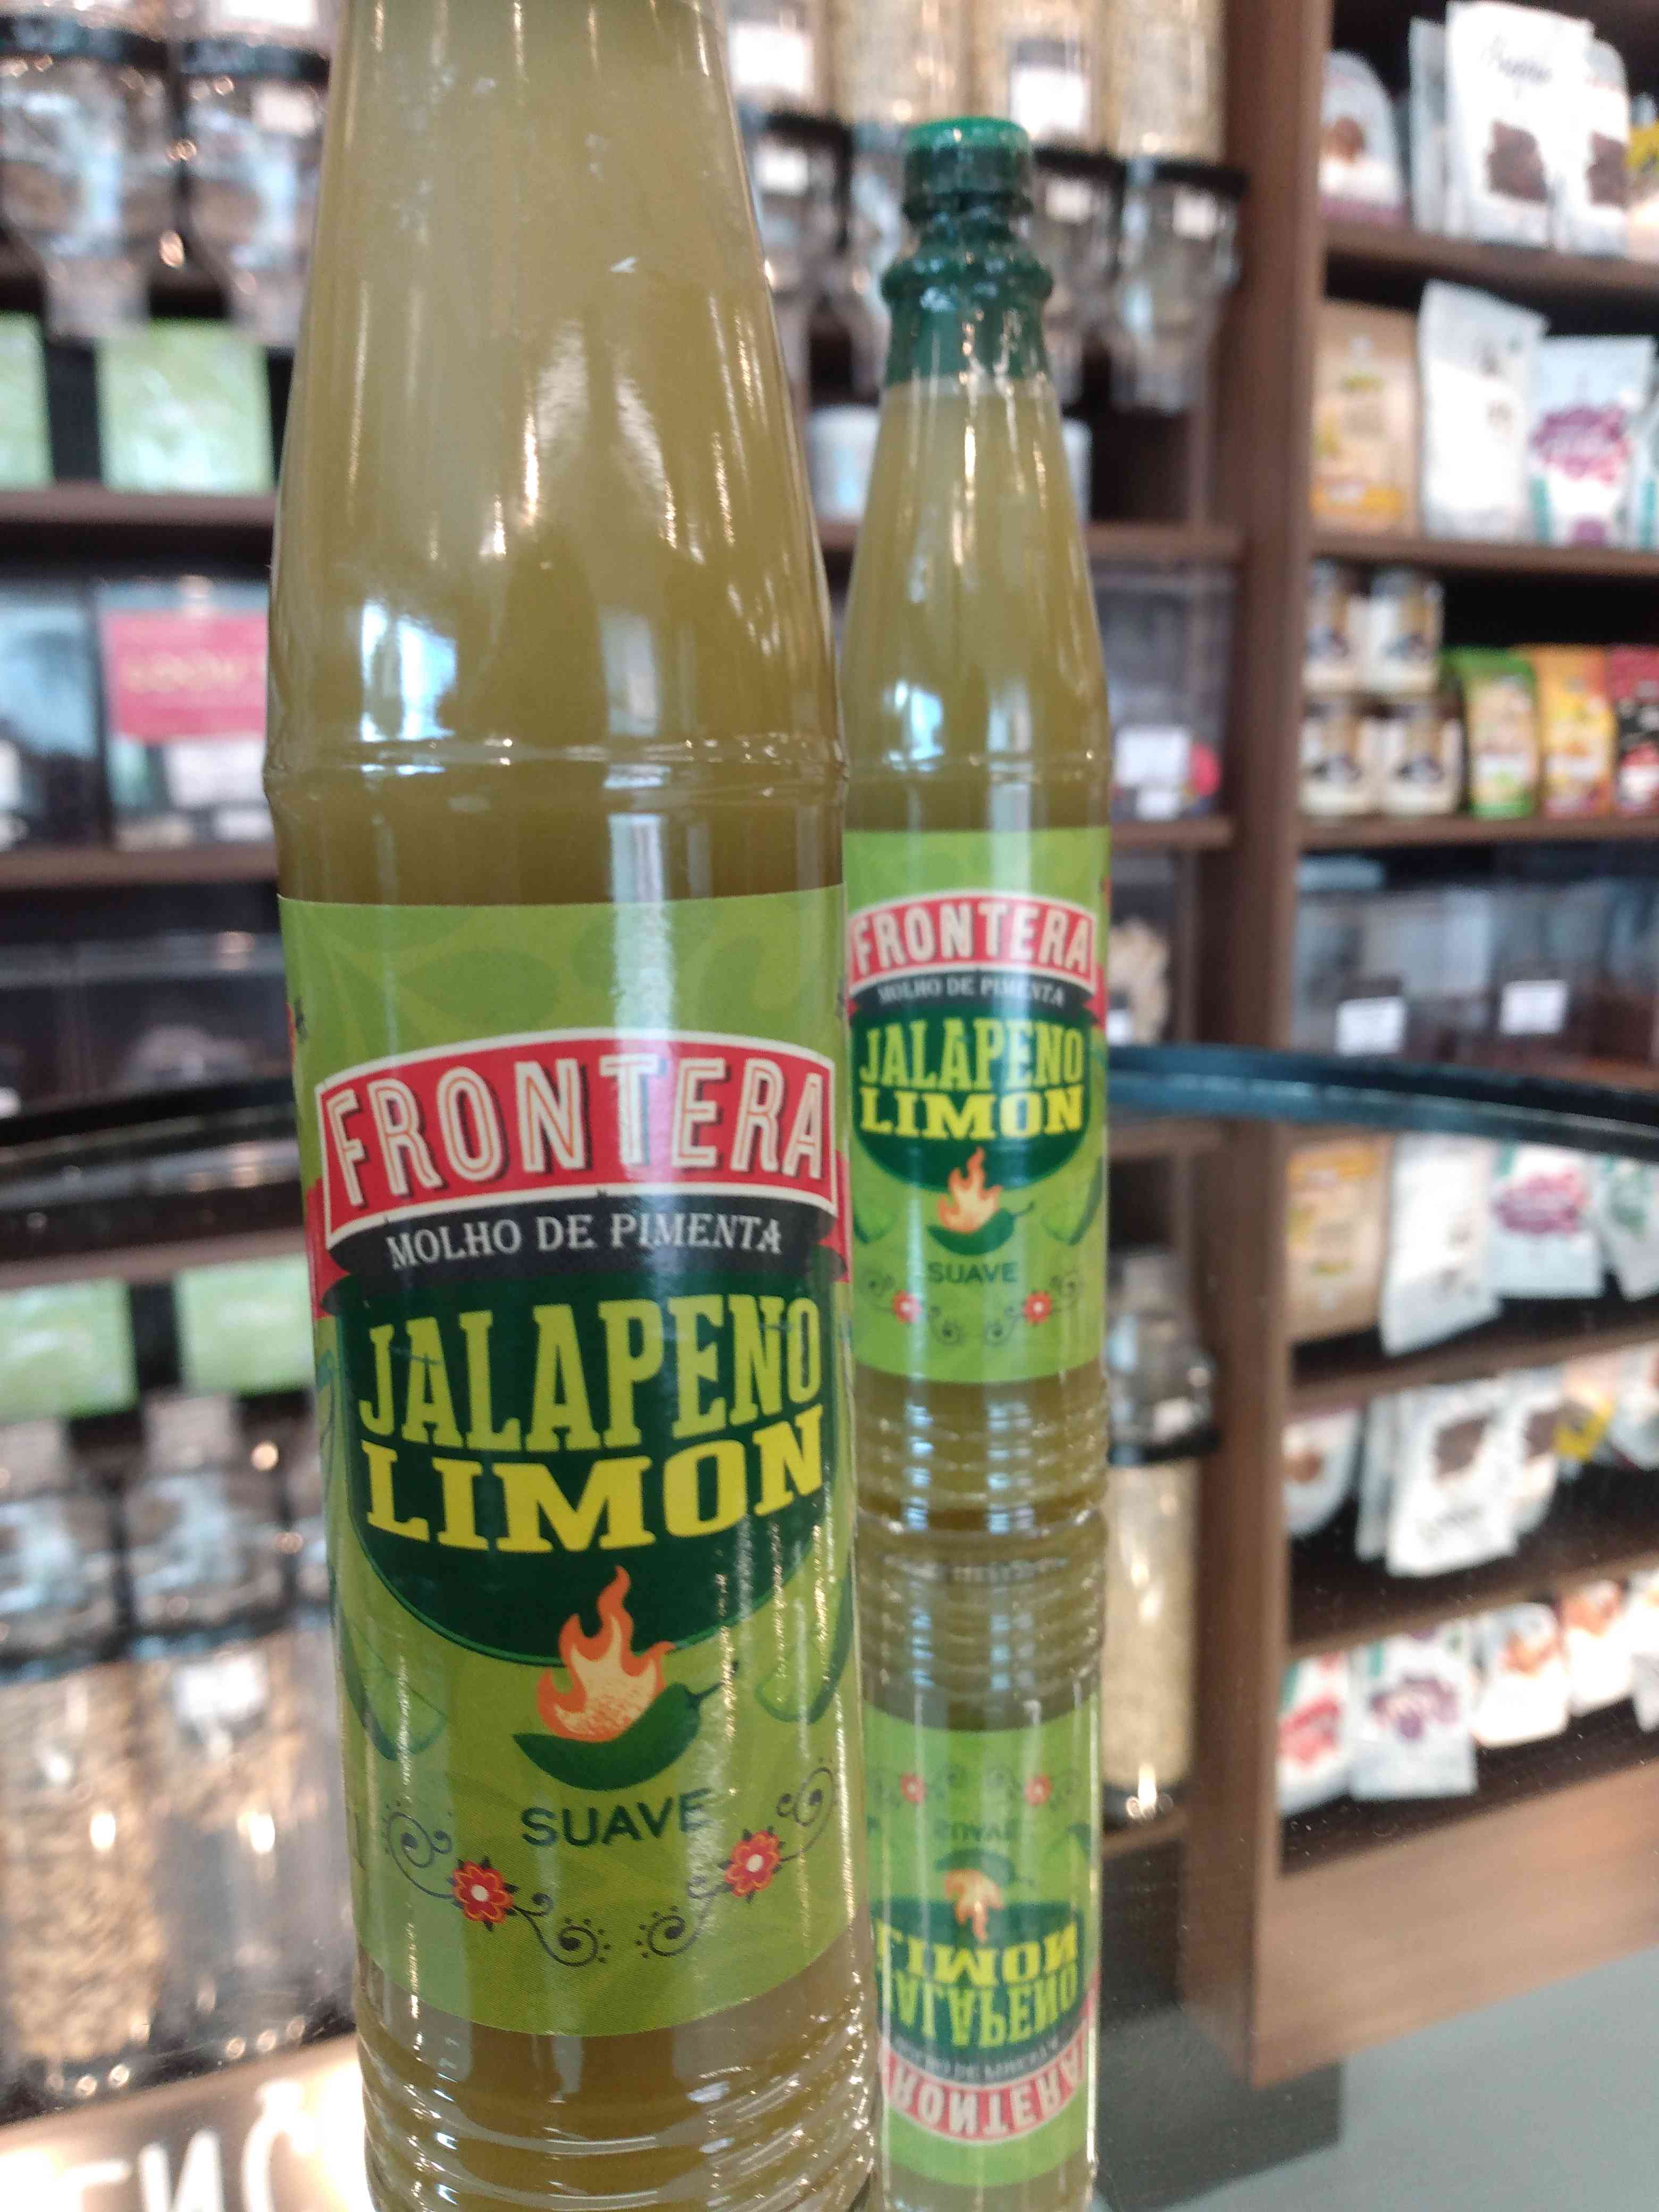 FRONTERA
MOLHO DE PIMENTA
JALAPENO
LIMON
SUAVE
FRONTERA
MOLHO DE PIMENTA
JALAPENO
LIMON
SUAVE